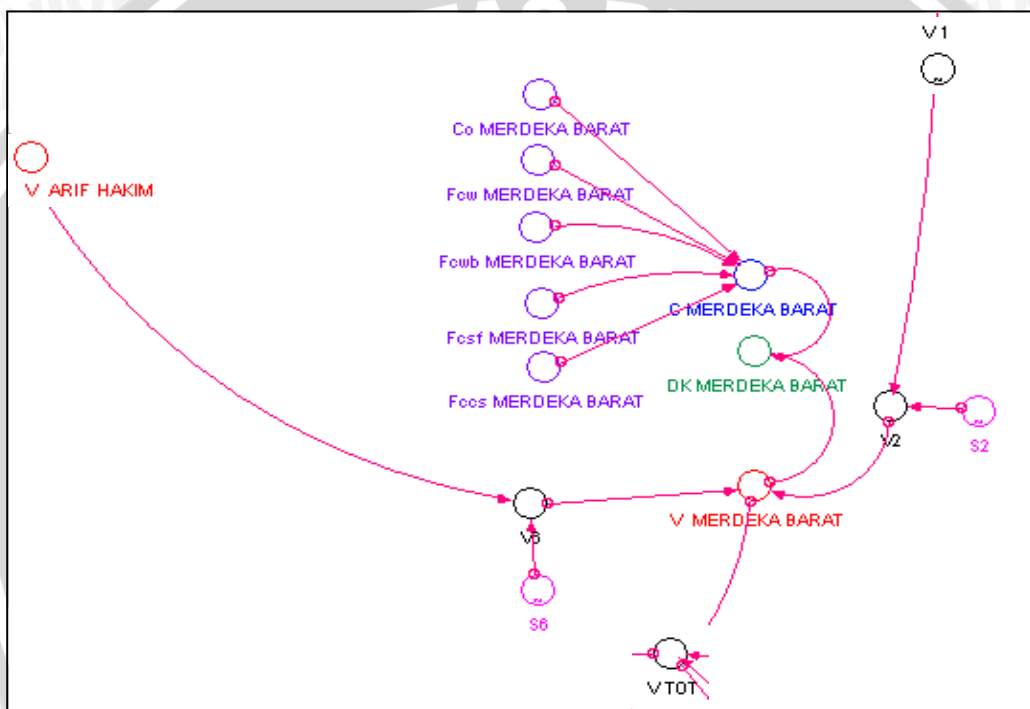 V1
Co MERDEKA BARAT
Fcw MERDEKA BARAT
V ARIF HAKIM
Fcwb MERDEKA BARAT
C MERDEKA BARAT
Fcsf MERDEKA BARAT
DK MERDEKA BARAT
Fccs MERDEKA BARAT
V2
S2
V MERDEKA BARAT
S6
V TOT